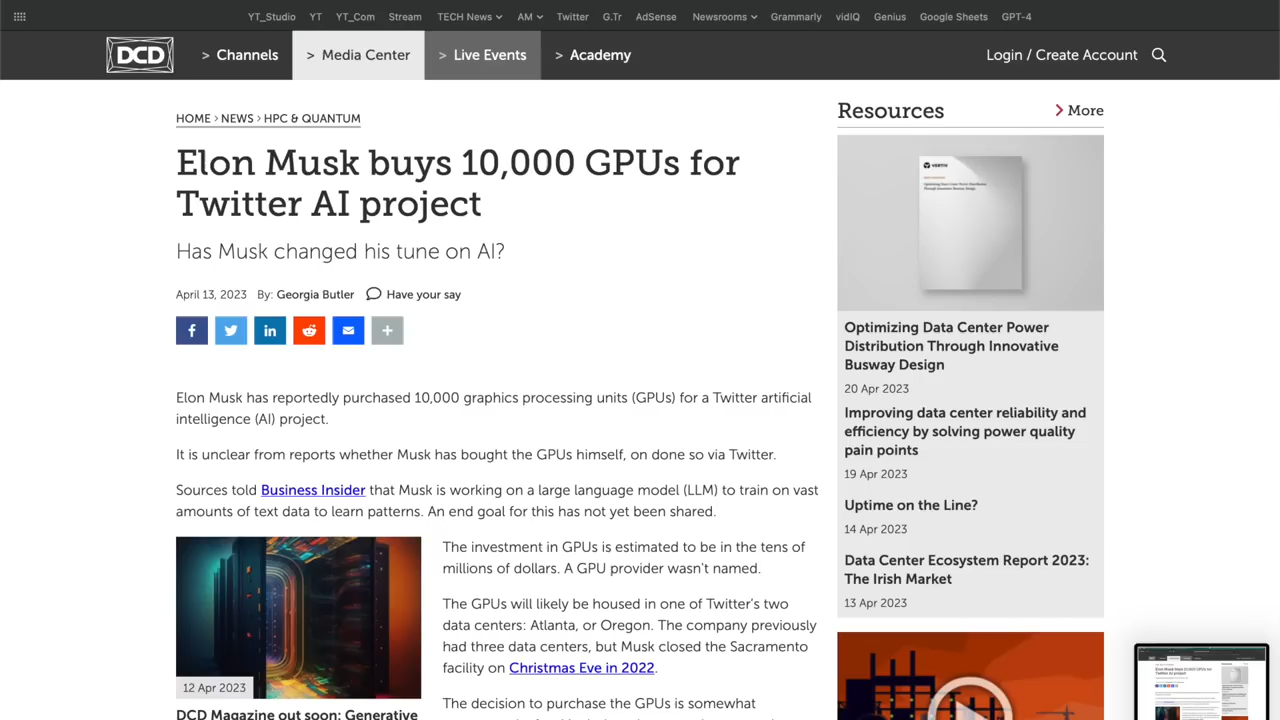 YT_Studio YT YT_Com Stream TECH News AM Twitter G.Tr AdSense Newsrooms Grammarly vidIQ Genius Google Sheets GPT-4
DCD > Channels > Media Center > Live Events > Academy Login / Create Account
HOME › NEWS › HPC & QUANTUM
Elon Musk buys 10,000 GPUs for
Twitter AI project
Has Musk changed his tune on AI?
April 13, 2023 By: Georgia Butler Have your say
Elon Musk has reportedly purchased 10,000 graphics processing units (GPUs) for a Twitter artificial
intelligence (AI) project.
It is unclear from reports whether Musk has bought the GPUs himself, on done so via Twitter.
Sources told Business Insider that Musk is working on a large language model (LLM) to train on vast
amounts of text data to learn patterns. An end goal for this has not yet been shared.
12 Apr 2023
DCD Magazine out soon: Generative
The investment in GPUs is estimated to be in the tens of
millions of dollars. A GPU provider wasn't named.
The GPUs will likely be housed in one of Twitter's two
data centers: Atlanta, or Oregon. The company previously
had three data centers, but Musk closed the Sacramento
Christmas Eve in 2022.
The decision to purchase the GPUs is somewhat
Resources
More
VERTIV
Optimizing Data Center Power
Distribution Through Innovative
Busway Design
20 Apr 2023
Improving data center reliability and
efficiency by solving power quality
pain points
19 Apr 2023
Uptime on the Line?
14 Apr 2023
Data Center Ecosystem Report 2023:
The Irish Market
13 Apr 2023